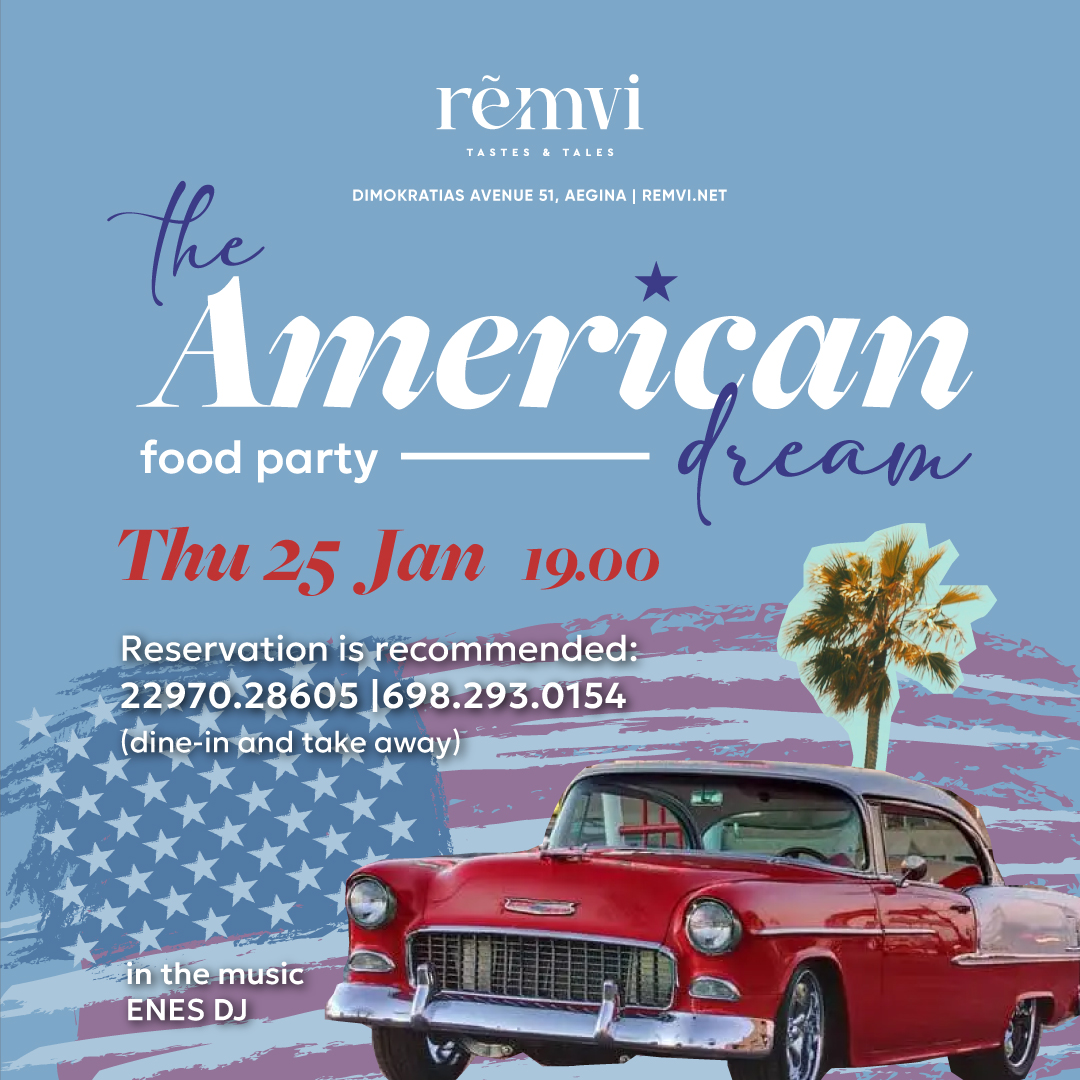 rẽmvi
TASTES & TALES
DIMOKRATIAS AVENUE 51, AEGINA | REMVI.NET
the
American
food party
dream
Thu 25 Jan 19.00
Reservation is recommended:
22970.28605 |698.293.0154
(dine-in and take away)
in the music
ENES DJ